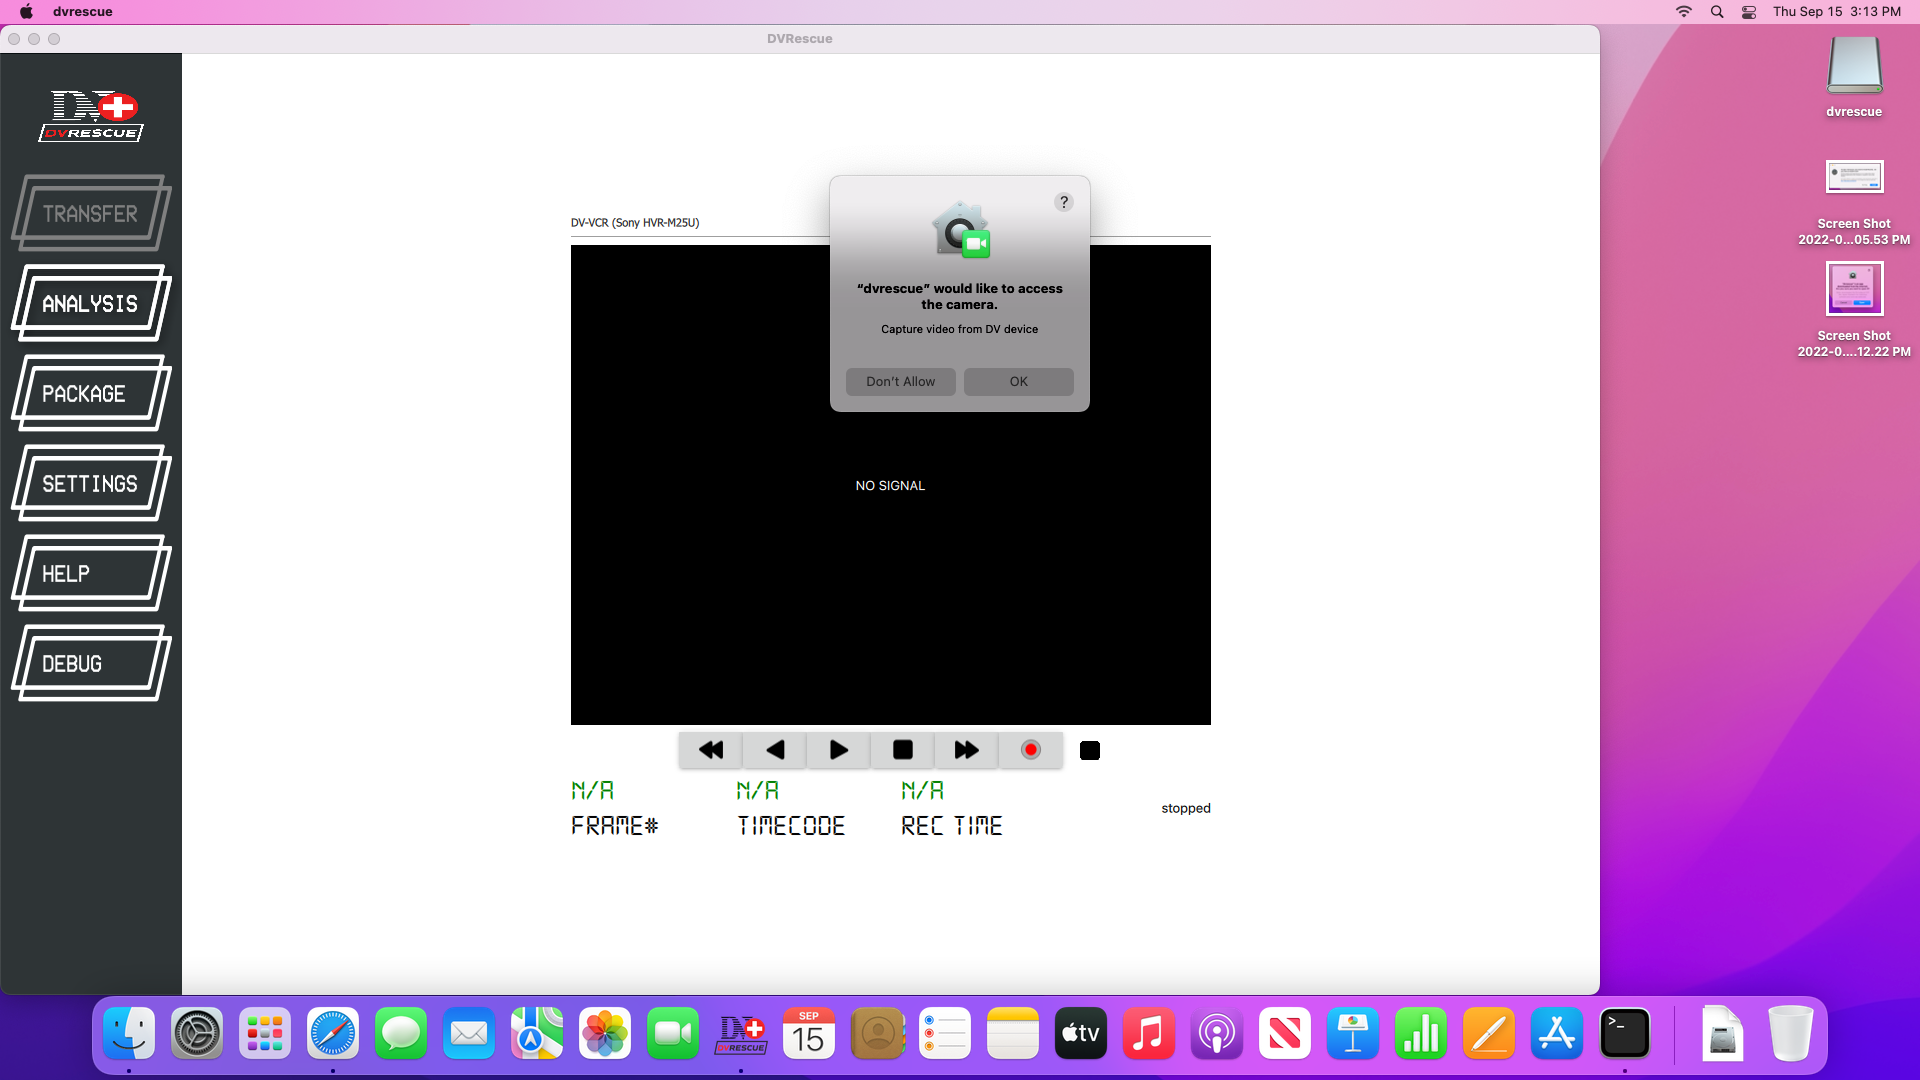 dvrescue
Thu Sep 15 3:13 PM
DVRescue
DV
DVRESCUE
TRANSFER
ANALYSIS
PACKAGE
SETTINGS
HELP
DEBUG
DV-VCR (Sony HVR-M25U)
?
“dvrescue” would like to access
the camera.
Capture video from DV device
Don’t Allow
OK
NO SIGNAL
N/A
N/A
N/A
FRAME#
TIMECODE
REC TIME
stopped
dvrescue
Screen Shot
2022-0...05.53 PM
Screen Shot
2022-0....12.22 PM
DV
DVRESCUE
SEP
15
tv
>_